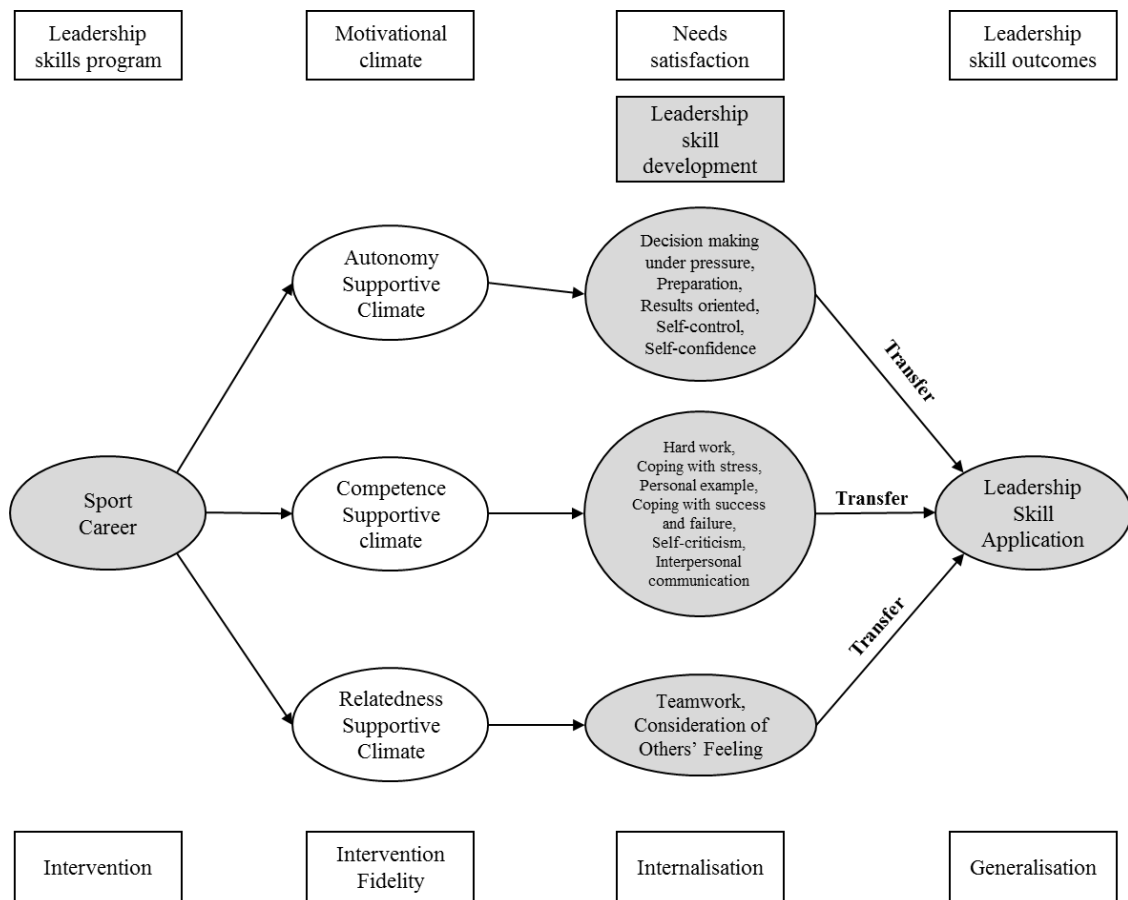 Leadership
skills program
Motivational
climate
Needs
satisfaction
Leadership
skill outcomes
Leadership
skill
development
Autonomy
Supportive
Climate
Decision making
under pressure,
Preparation,
Results oriented,
Self-control,
Self-confidence
Transfer
Sport
Career
Competence
Supportive
climate
Hard work,
Coping with stress,
Personal example,
Coping with success
and failure,
Self-criticism,
Interpersonal
communication
Transfer
Leadership
Skill
Application
Relatedness
Supportive
Climate
Teamwork,
Consideration of
Others’ Feeling
Transfer
Intervention
Intervention
Fidelity
Internalisation
Generalisation